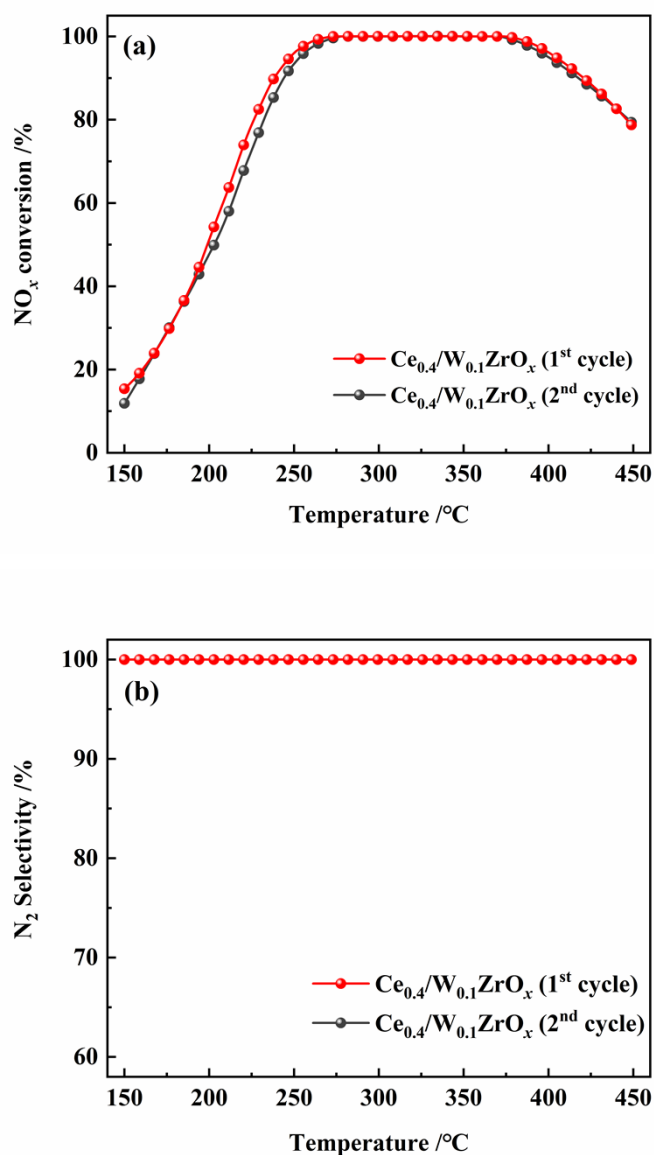 (a)
NOx conversion /%
100
80
60
40
20
0
Ce0.4/W0.1ZrOx (1st cycle)
Ce0.4/W0.1ZrOx (2nd cycle)
150 200 250 300 350 400 450
Temperature /°C
(b)
N2 Selectivity /%
100
90
80
70
60
Ce0.4/W0.1ZrOx (1st cycle)
Ce0.4/W0.1ZrOx (2nd cycle)
150 200 250 300 350 400 450
Temperature /°C